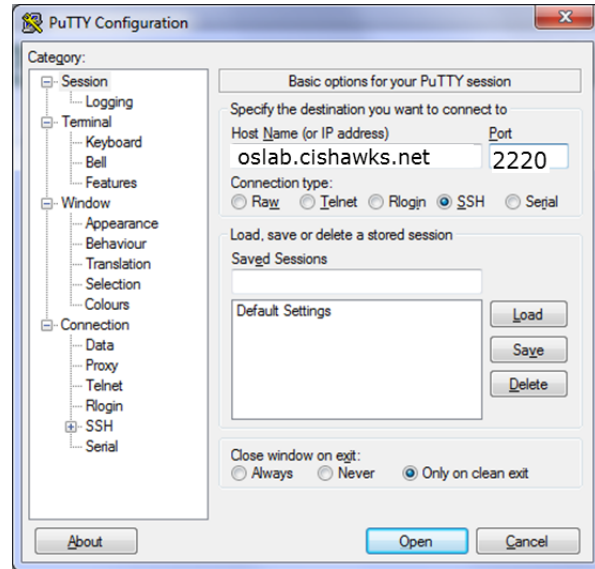 PuTTY Configuration
Category:
Session
Logging
Terminal
Keyboard
Bell
Features
Window
Appearance
Behaviour
Translation
Selection
Colours
Connection
Data
Proxy
Telnet
Rlogin
SSH
Serial
Basic options for your PuTTY session
Specify the destination you want to connect to
Host Name (or IP address) Port
oslab.cishawks.net 2220
Connection type:
Raw Telnet Rlogin SSH Serial
Load, save or delete a stored session
Saved Sessions
Default Settings
Load
Save
Delete
Close window on exit:
Always Never Only on clean exit
About Open Cancel